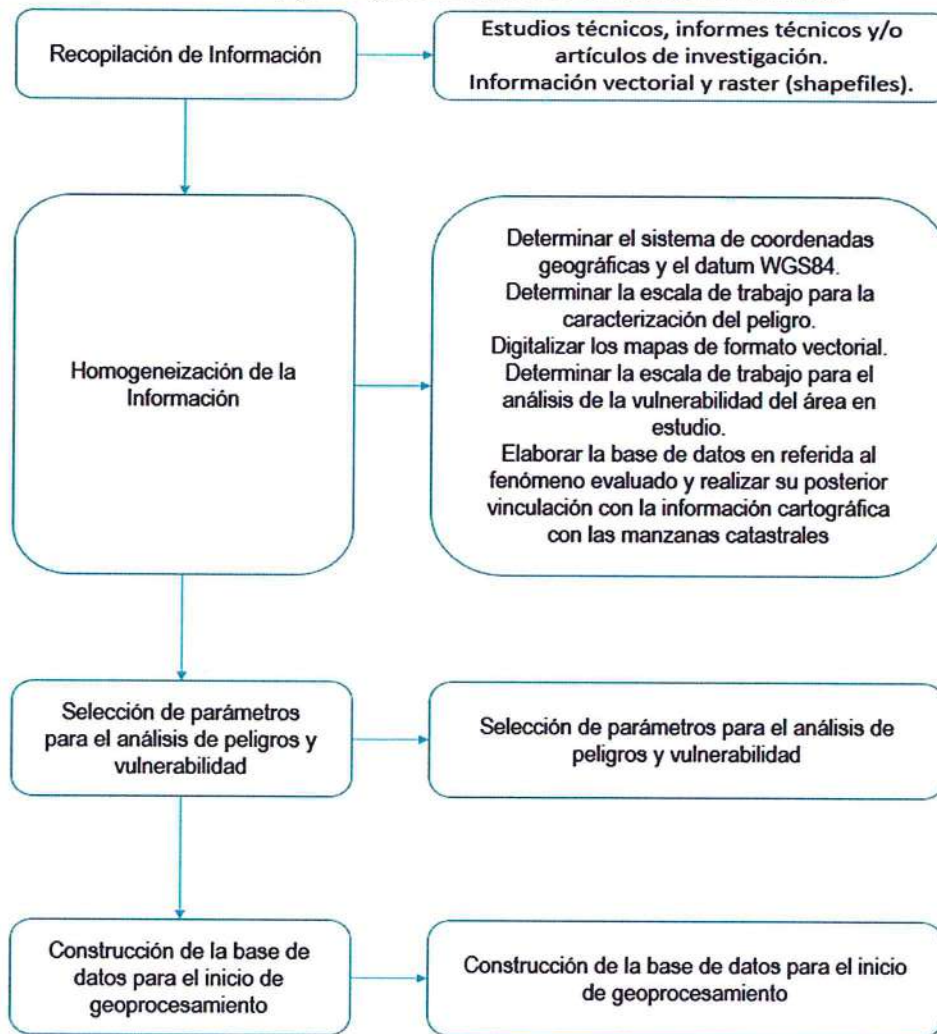 Recopilación de Información
Estudios técnicos, informes técnicos y/o
artículos de investigación.
Información vectorial y raster (shapefiles).
Homogeneización de la
Información
Determinar el sistema de coordenadas
geográficas y el datum WGS84.
Determinar la escala de trabajo para la
caracterización del peligro.
Digitalizar los mapas de formato vectorial.
Determinar la escala de trabajo para el
análisis de la vulnerabilidad del área en
estudio.
Elaborar la base de datos en referida al
fenómeno evaluado y realizar su posterior
vinculación con la información cartográfica
con las manzanas catastrales
Selección de parámetros
para el análisis de peligros y
vulnerabilidad
Selección de parámetros para el análisis de
peligros y vulnerabilidad
Construcción de la base de
datos para el inicio de
geoprocesamiento
Construcción de la base de datos para el inicio
de geoprocesamiento